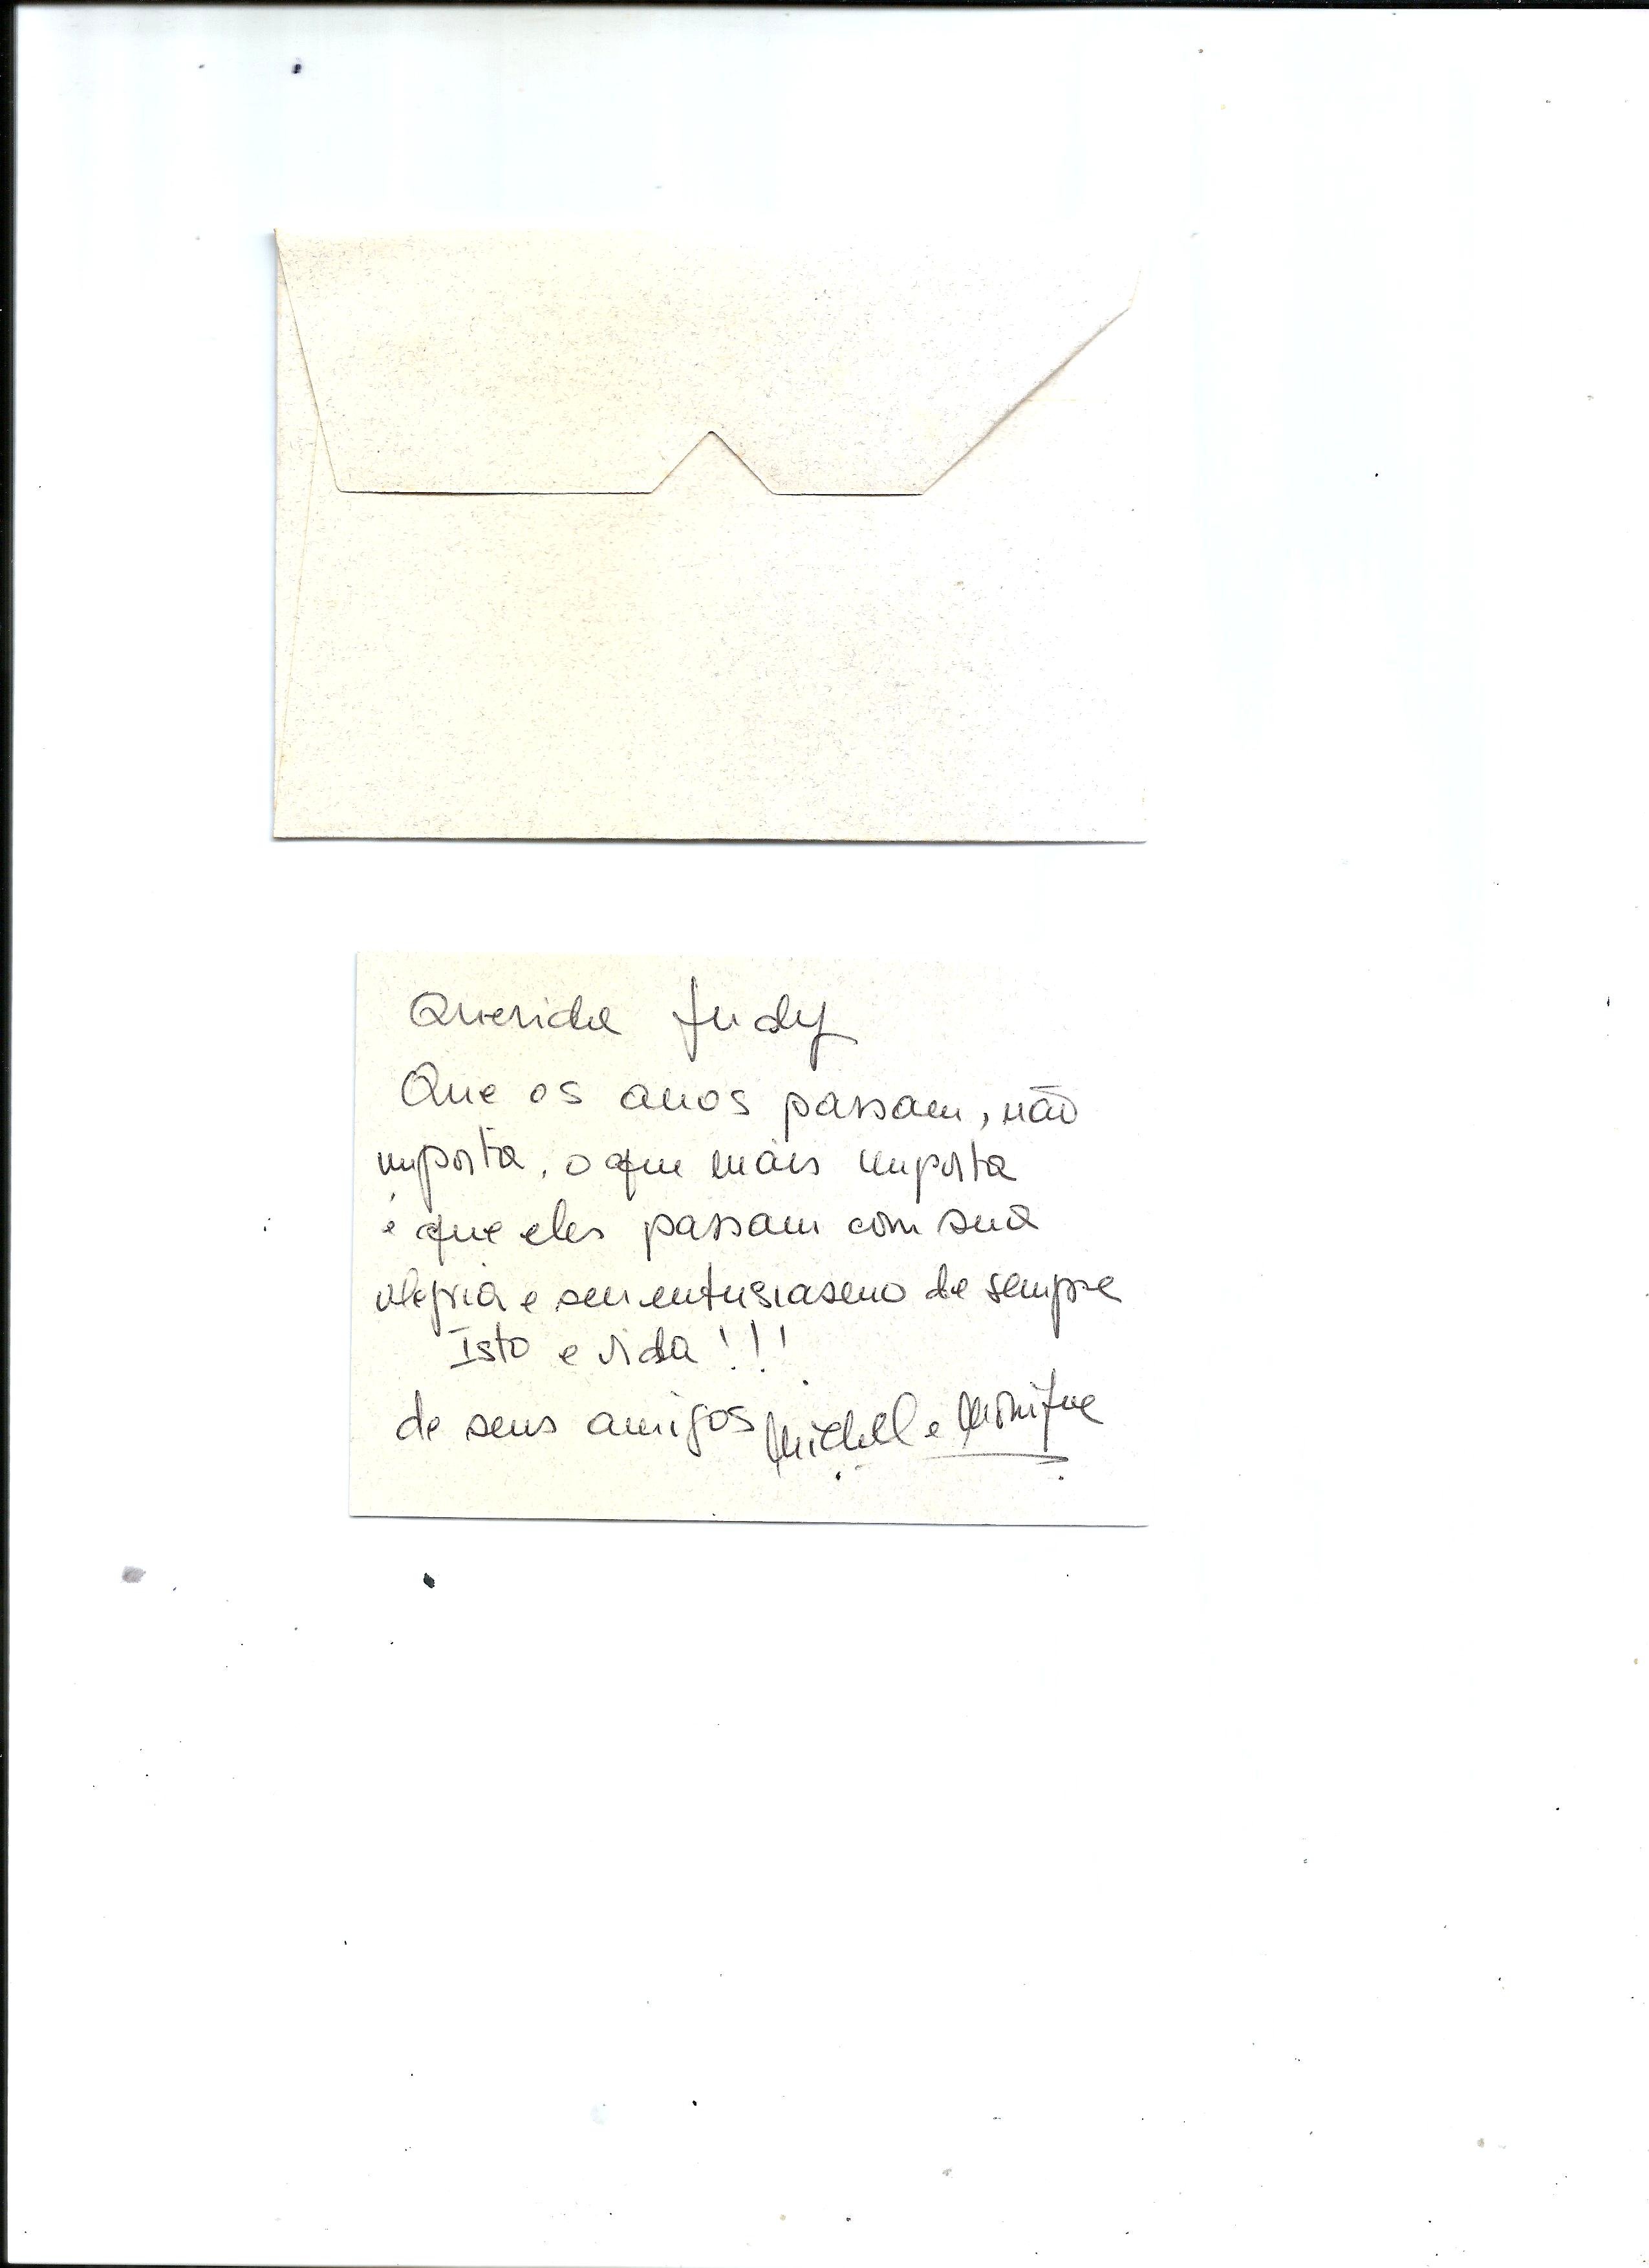 Querida Judy
Que os anos passam, não
importa, o que mais importa
é que eles passam com sua
alegria e seu entusiasmo de sempre
Isto e vida !!!
de seus amigos Michel e Monique